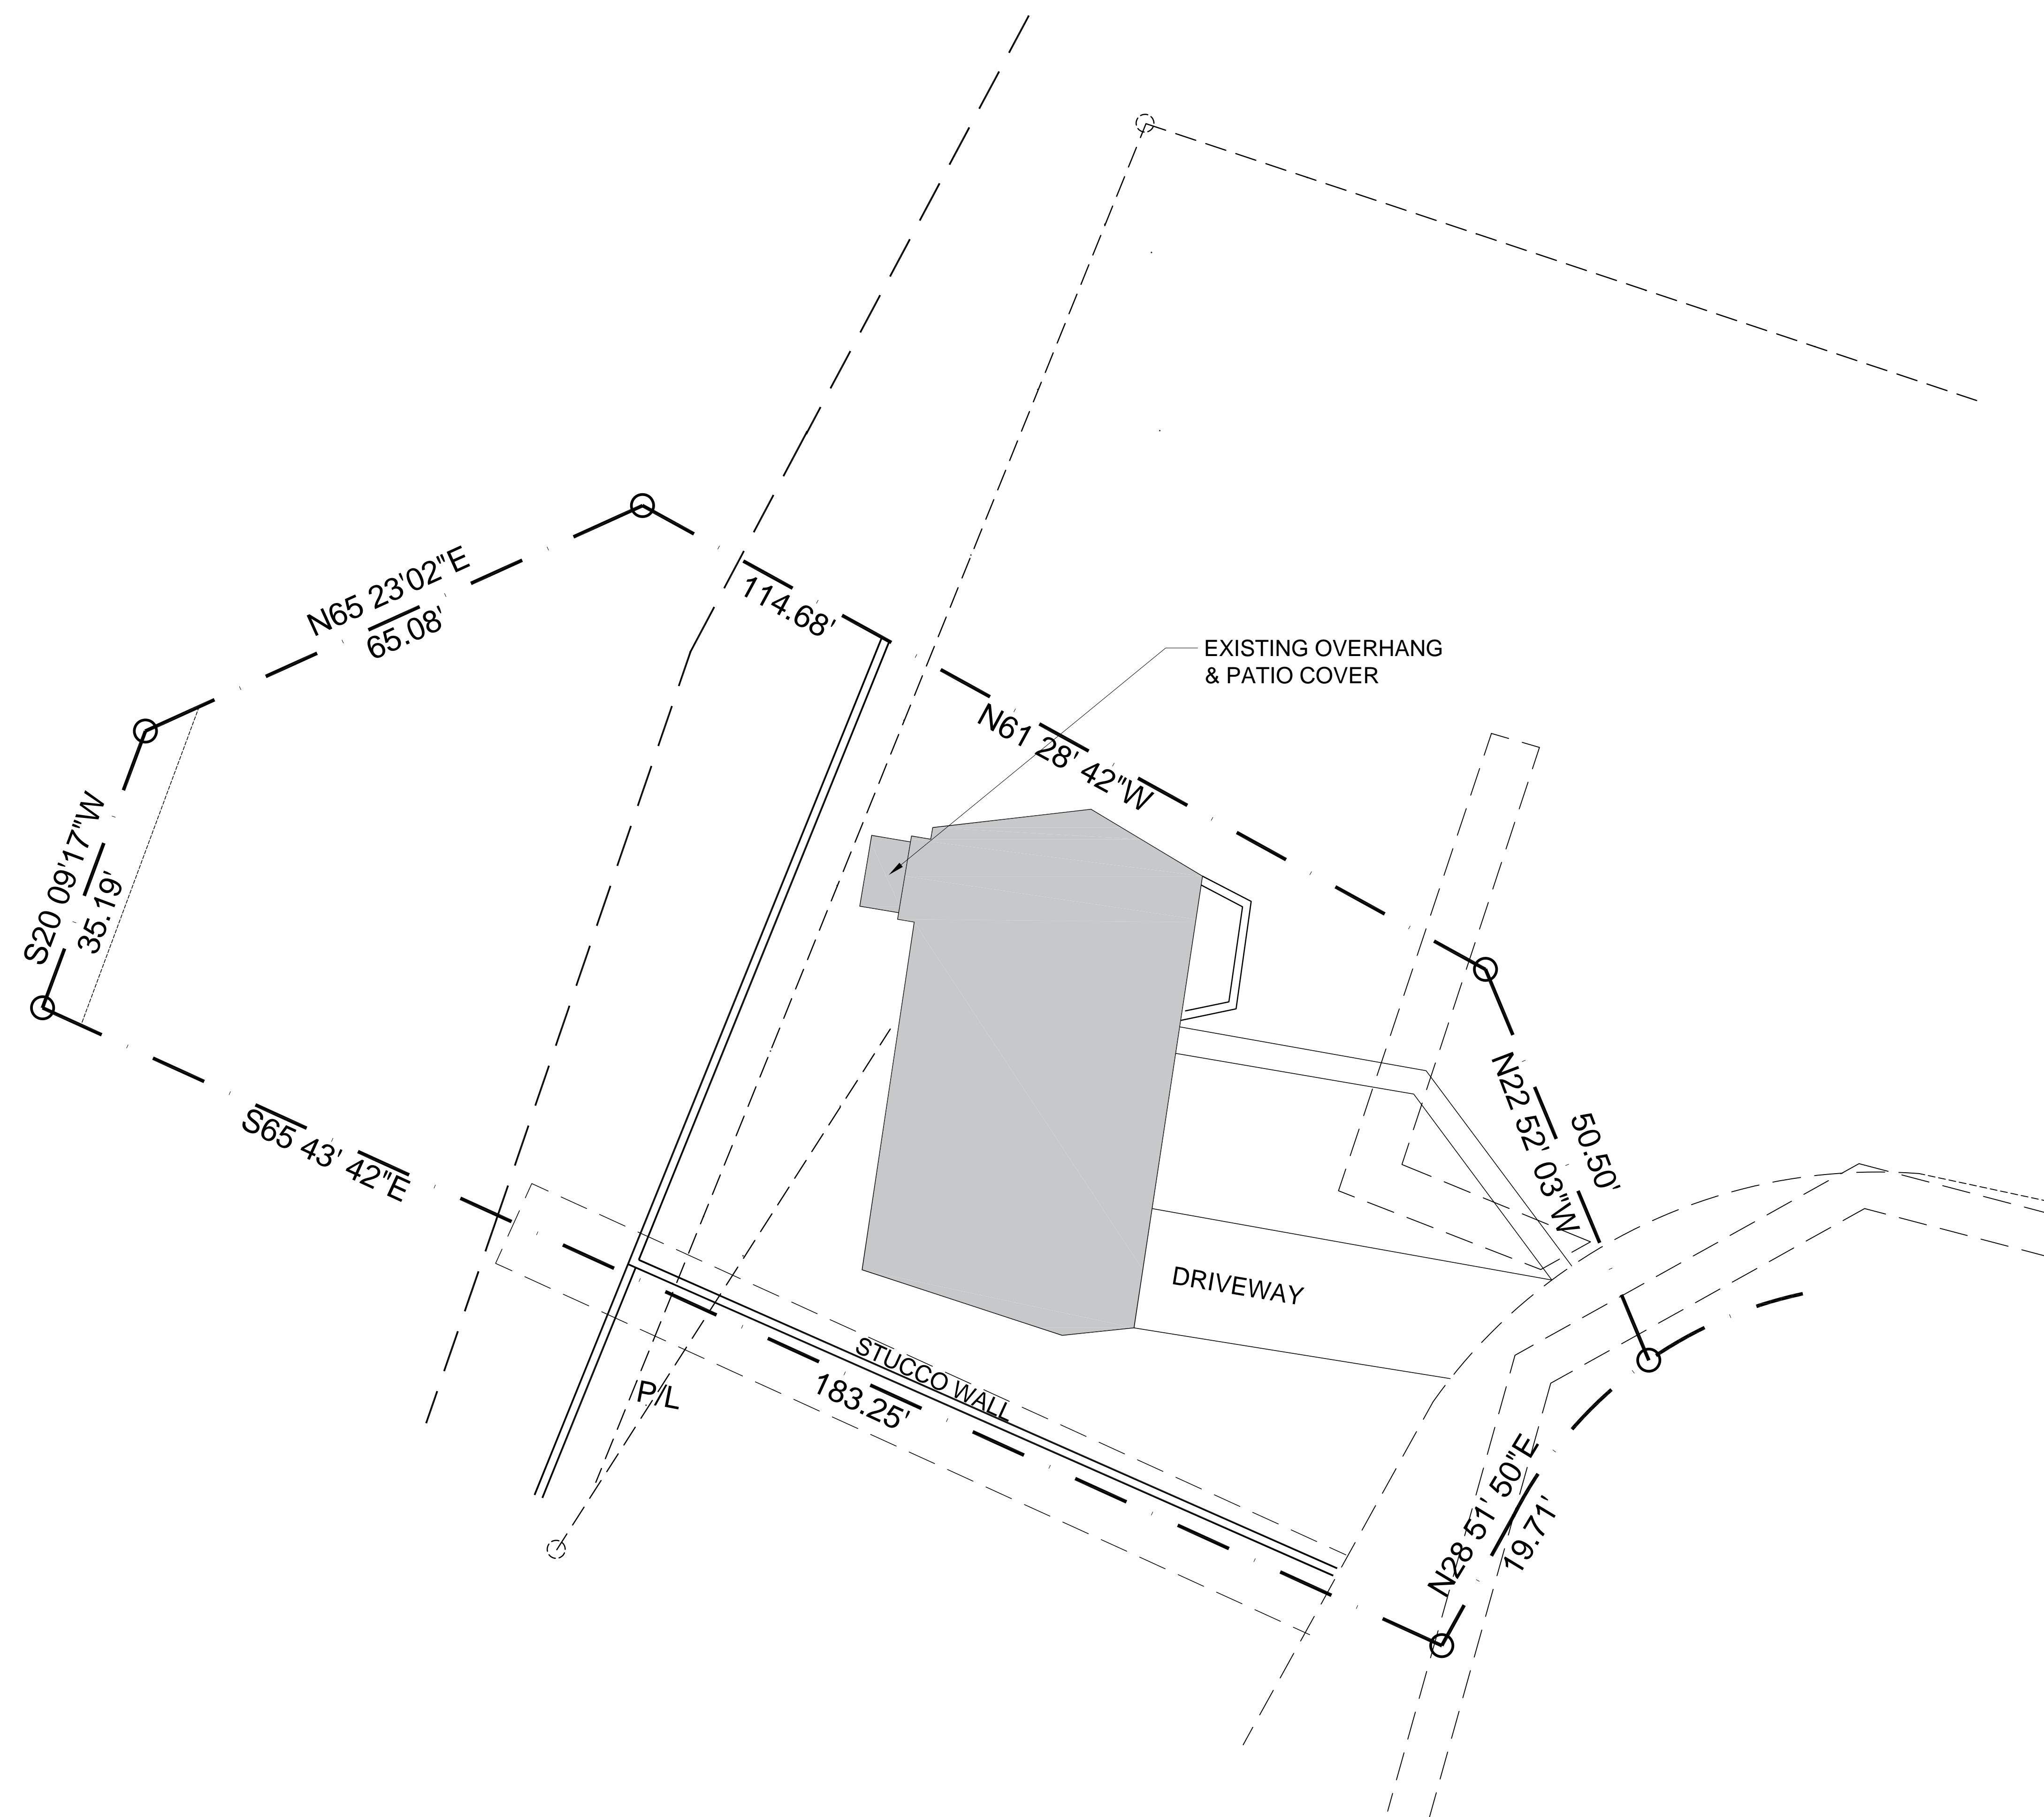 N65 23'02"E
65.08'
114.68'
EXISTING OVERHANG
& PATIO COVER
N61 28' 42"W
S20 09'17"W
35.19'
N22 52' 03"W
50.50'
S65 43' 42"E
DRIVEWAY
STUCCO WALL
P/L
183.25'
N28 51' 50"E
19.71'